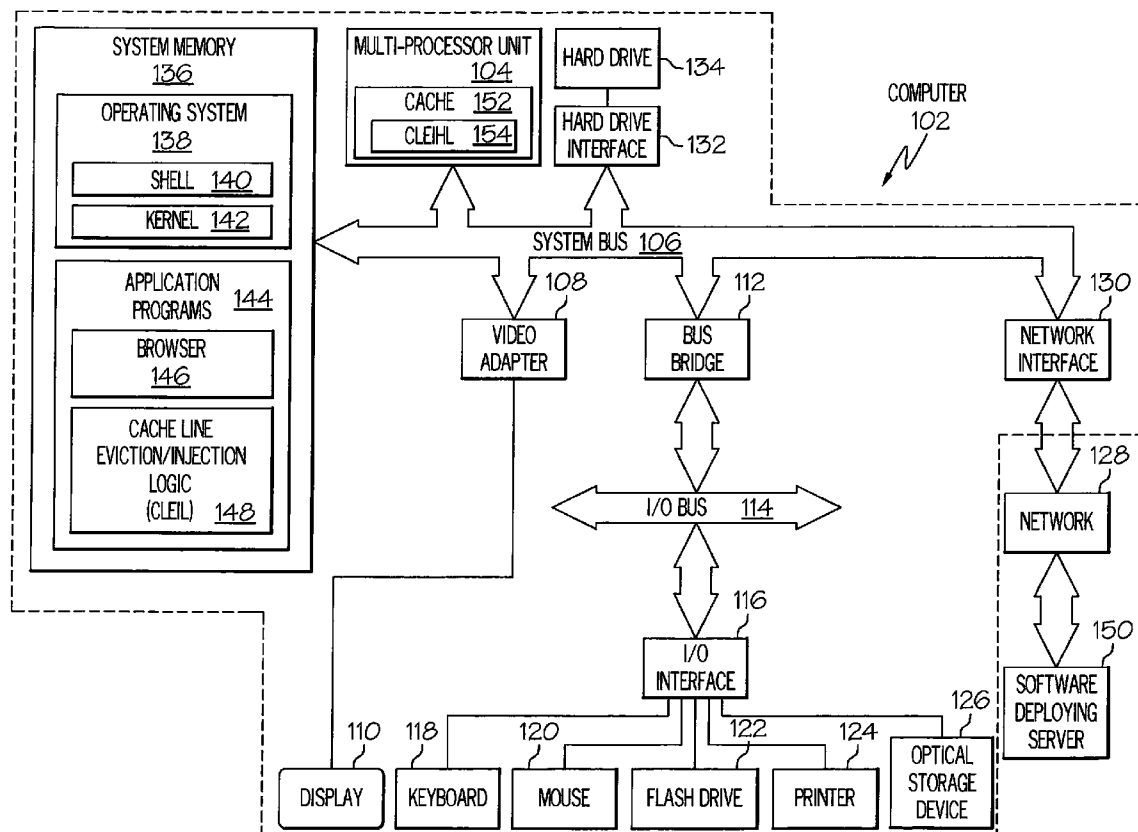 SYSTEM MEMORY
136
OPERATING SYSTEM
138
SHELL 140
KERNEL 142
APPLICATION
PROGRAMS 144
BROWSER
146
CACHE LINE
EVICTION/INJECTION
LOGIC
(CLEIL) 148
MULTI-PROCESSOR UNIT
104
CACHE 152
CLEIHL 154
HARD DRIVE
134
HARD DRIVE
INTERFACE
132
COMPUTER
102
SYSTEM BUS 106
108
VIDEO
ADAPTER
112
BUS
BRIDGE
130
NETWORK
INTERFACE
I/O BUS 114
128
NETWORK
116
I/O
INTERFACE
150
SOFTWARE
DEPLOYING
SERVER
110
DISPLAY
118
KEYBOARD
120
MOUSE
122
FLASH DRIVE
124
PRINTER
126
OPTICAL
STORAGE
DEVICE